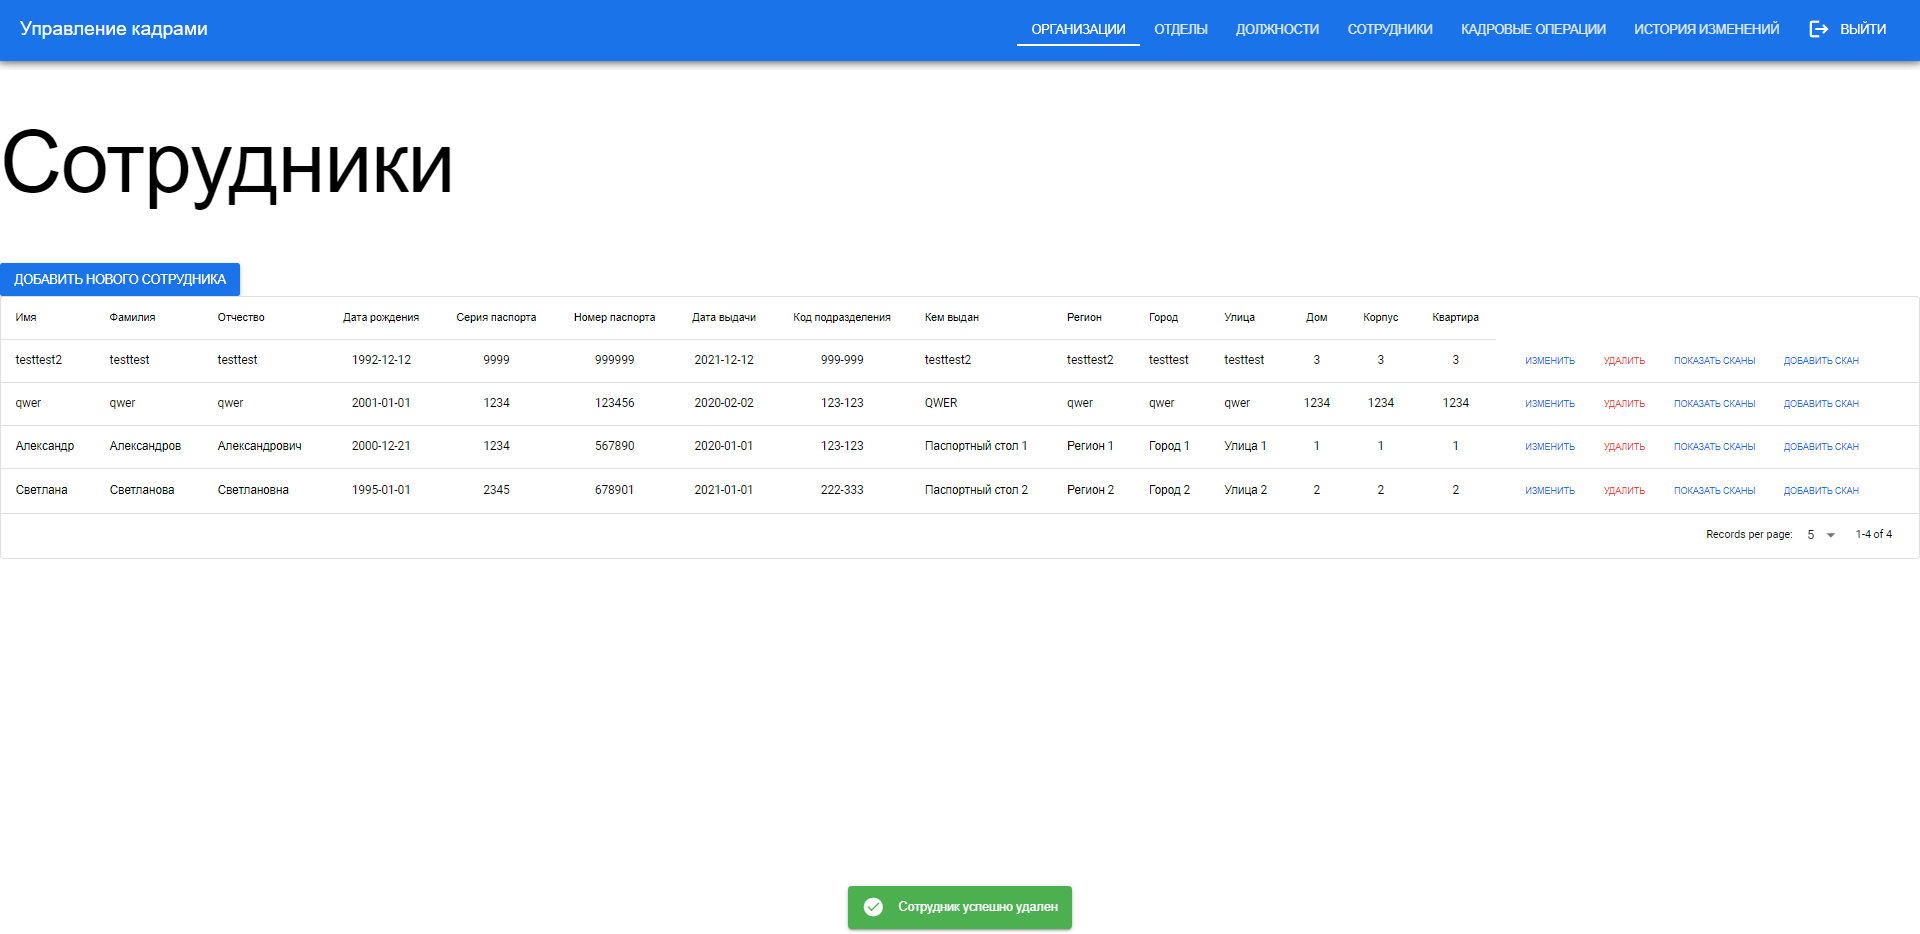 Управление кадрами ОРГАНИЗАЦИИ ОТДЕЛЫ ДОЛЖНОСТИ СОТРУДНИКИ КАДРОВЫЕ ОПЕРАЦИИ ИСТОРИЯ ИЗМЕНЕНИЙ ВЫЙТИ
Сотрудники
ДОБАВИТЬ НОВОГО СОТРУДНИКА
Имя Фамилия Отчество Дата рождения Серия паспорта Номер паспорта Дата выдачи Код подразделения Кем выдан Регион Город Улица Дом Корпус Квартира
testtest2 testtest testtest 1992-12-12 9999 999999 2021-12-12 999-999 testtest2 testtest2 testtest testtest 3 3 3 ИЗМЕНИТЬ УДАЛИТЬ ПОКАЗАТЬ СКАНЫ ДОБАВИТЬ СКАН
qwer qwer qwer 2001-01-01 1234 123456 2020-02-02 123-123 QWER qwer qwer qwer 1234 1234 1234 ИЗМЕНИТЬ УДАЛИТЬ ПОКАЗАТЬ СКАНЫ ДОБАВИТЬ СКАН
Александр Александров Александрович 2000-12-21 1234 567890 2020-01-01 123-123 Паспортный стол 1 Регион 1 Город 1 Улица 1 1 1 1 ИЗМЕНИТЬ УДАЛИТЬ ПОКАЗАТЬ СКАНЫ ДОБАВИТЬ СКАН
Светлана Светланова Светлановна 1995-01-01 2345 678901 2021-01-01 222-333 Паспортный стол 2 Регион 2 Город 2 Улица 2 2 2 2 ИЗМЕНИТЬ УДАЛИТЬ ПОКАЗАТЬ СКАНЫ ДОБАВИТЬ СКАН
Records per page: 5 1-4 of 4
Сотрудник успешно удален